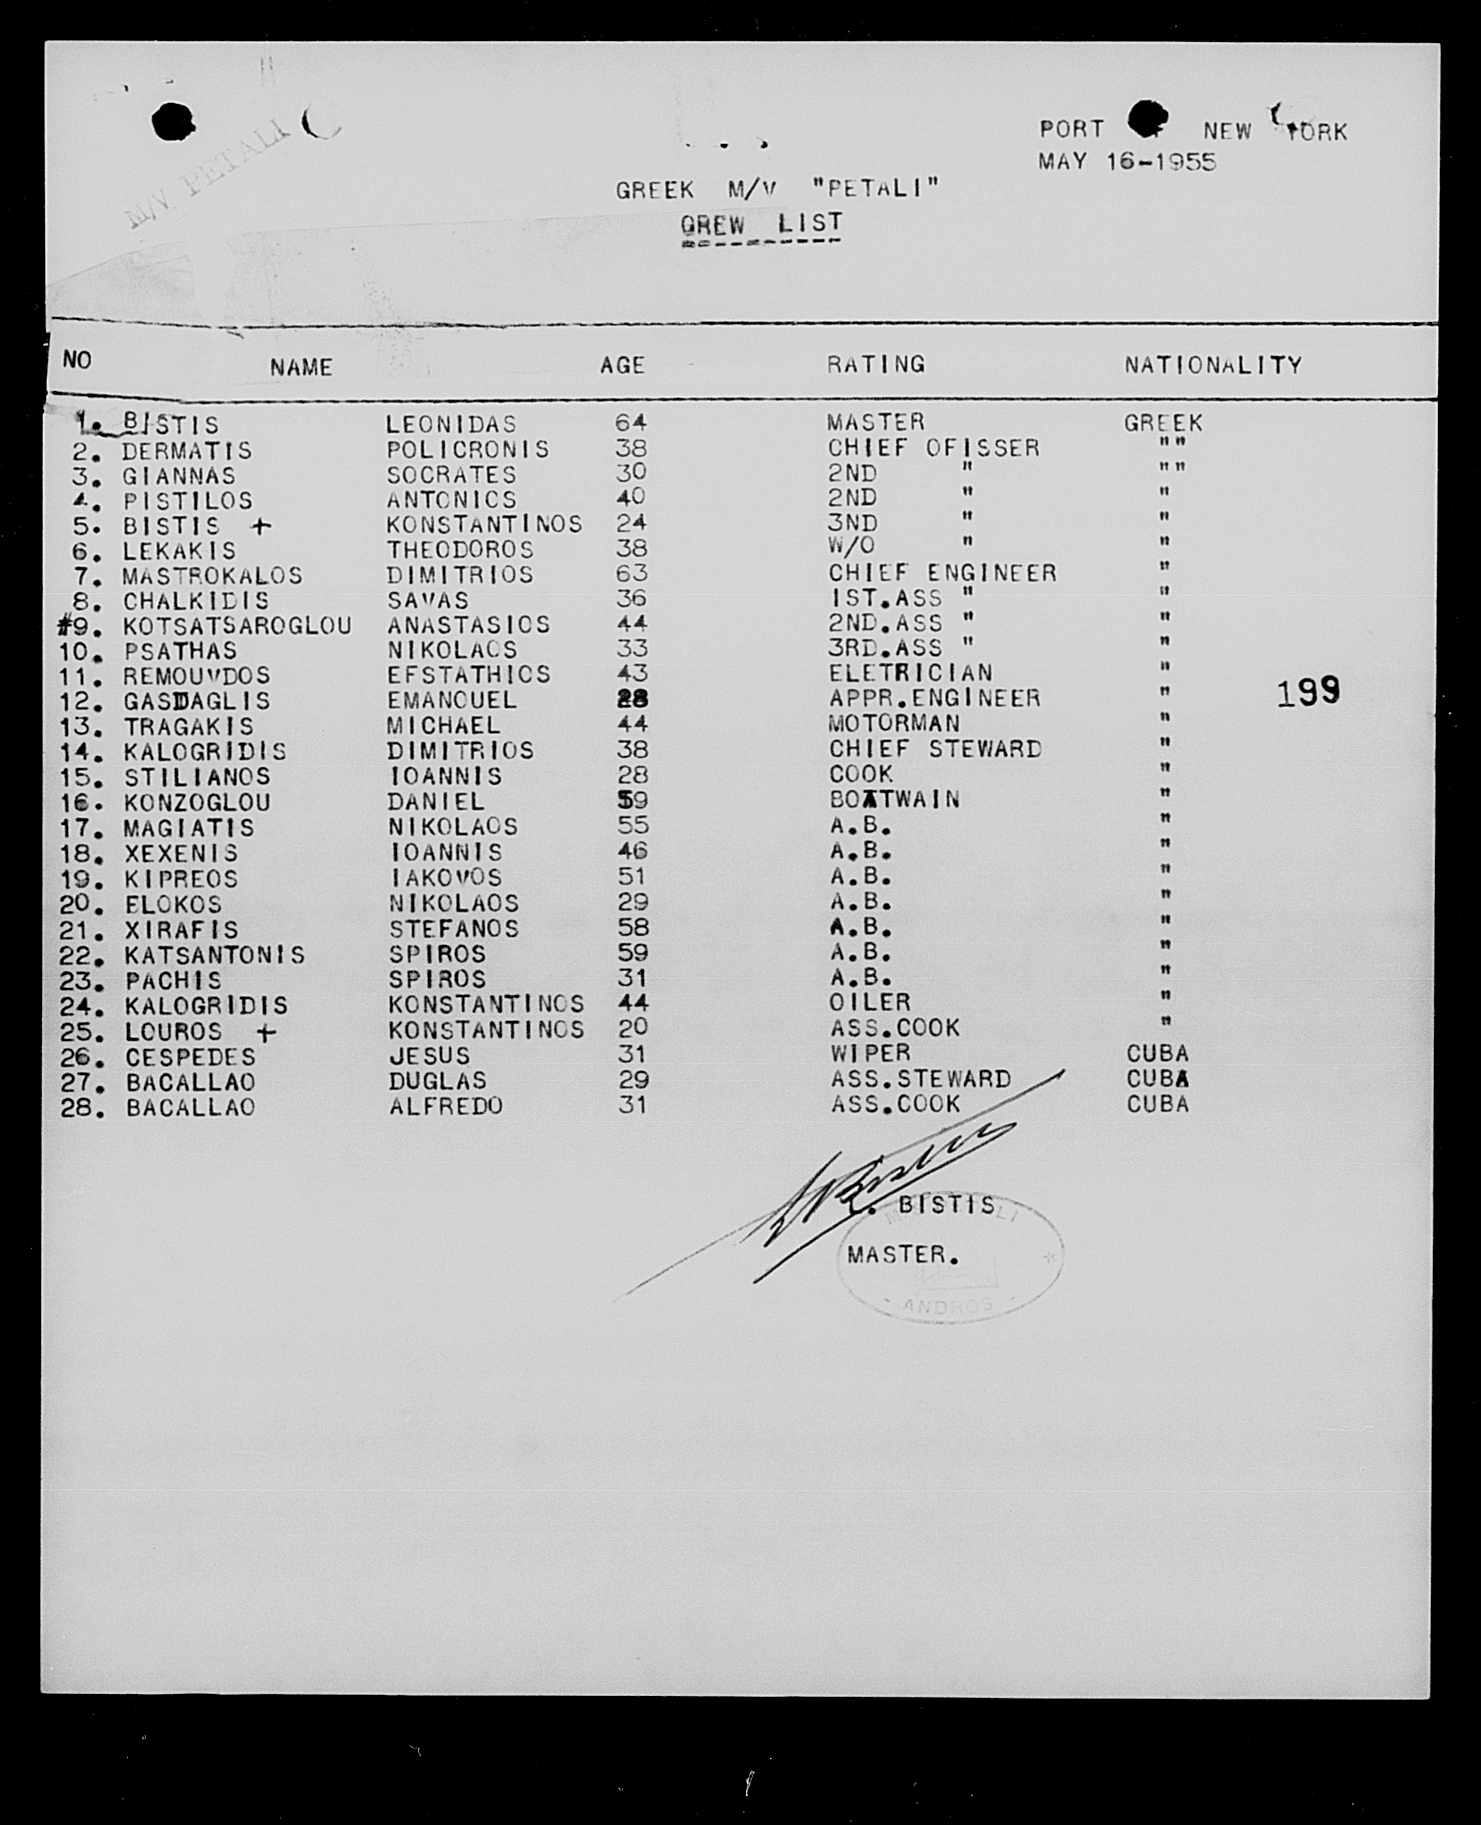 M/V. PETALI
PORT NEW YORK
MAY 16-1955
GREEK M/V "PETALI"
CREW LIST
NO NAME AGE RATING NATIONALITY
1. BISTIS LEONIDAS 64 MASTER GREEK
2. DERMATIS POLICRONIS 38 CHIEF OFISSER ""
3. GIANNAS SOCRATES 30 2ND " ""
4. PISTILOS ANTONIOS 40 2ND " "
5. BISTIS + KONSTANTINOS 24 3ND " "
6. LEKAKIS THEODOROS 38 W/O " "
7. MASTROKALOS DIMITRIOS 63 CHIEF ENGINEER "
8. CHALKIDIS SAVAS 36 1ST.ASS " "
#9. KOTSATSAROGLOU ANASTASIOS 44 2ND.ASS " "
10. PSATHAS NIKOLAOS 33 3RD.ASS " "
11. REMOUVDOS EFSTATHIOS 43 ELETRICIAN "
12. GASDAGLIS EMANOUEL 28 APPR.ENGINEER " 199
13. TRAGAKIS MICHAEL 44 MOTORMAN "
14. KALOGRIDIS DIMITRIOS 38 CHIEF STEWARD "
15. STILIANOS IOANNIS 28 COOK "
16. KONZOGLOU DANIEL 59 BOATWAIN "
17. MAGIATIS NIKOLAOS 55 A.B. "
18. XEXENIS IOANNIS 46 A.B. "
19. KIPREOS IAKOVOS 51 A.B. "
20. FLOKOS NIKOLAOS 29 A.B. "
21. XIRAFIS STEFANOS 58 A.B. "
22. KATSANTONIS SPIROS 59 A.B. "
23. PACHIS SPIROS 31 A.B. "
24. KALOGRIDIS KONSTANTINOS 44 OILER "
25. LOUROS + KONSTANTINOS 20 ASS.COOK "
26. CESPEDES JESUS 31 WIPER CUBA
27. BACALLAO DUGLAS 29 ASS.STEWARD CUBA
28. BACALLAO ALFREDO 31 ASS.COOK CUBA
BISTIS
MASTER.
- ANDROS -